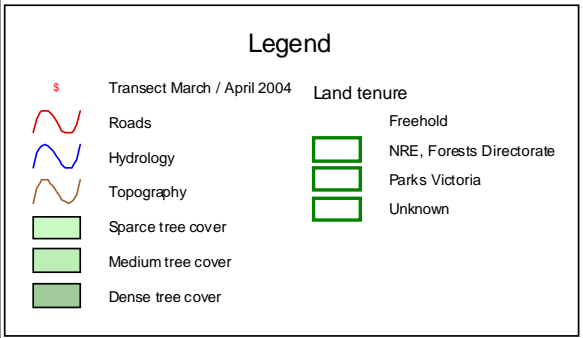 Legend
$ Transect March / April 2004
Roads
Hydrology
Topography
Sparce tree cover
Medium tree cover
Dense tree cover
Land tenure
Freehold
NRE, Forests Directorate
Parks Victoria
Unknown